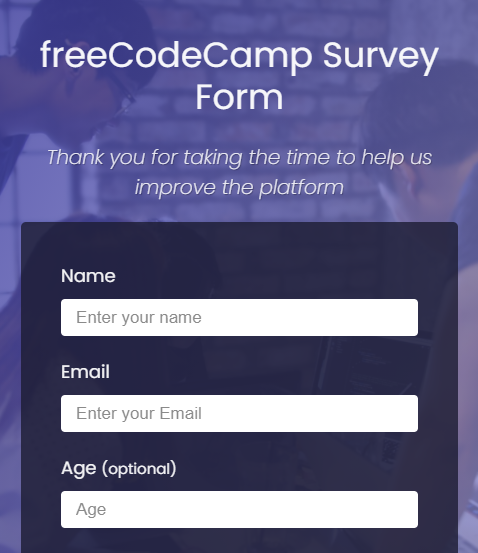 freeCodeCamp Survey
Form
Thank you for taking the time to help us
improve the platform
Name
Enter your name
Email
Enter your Email
Age (optional)
Age